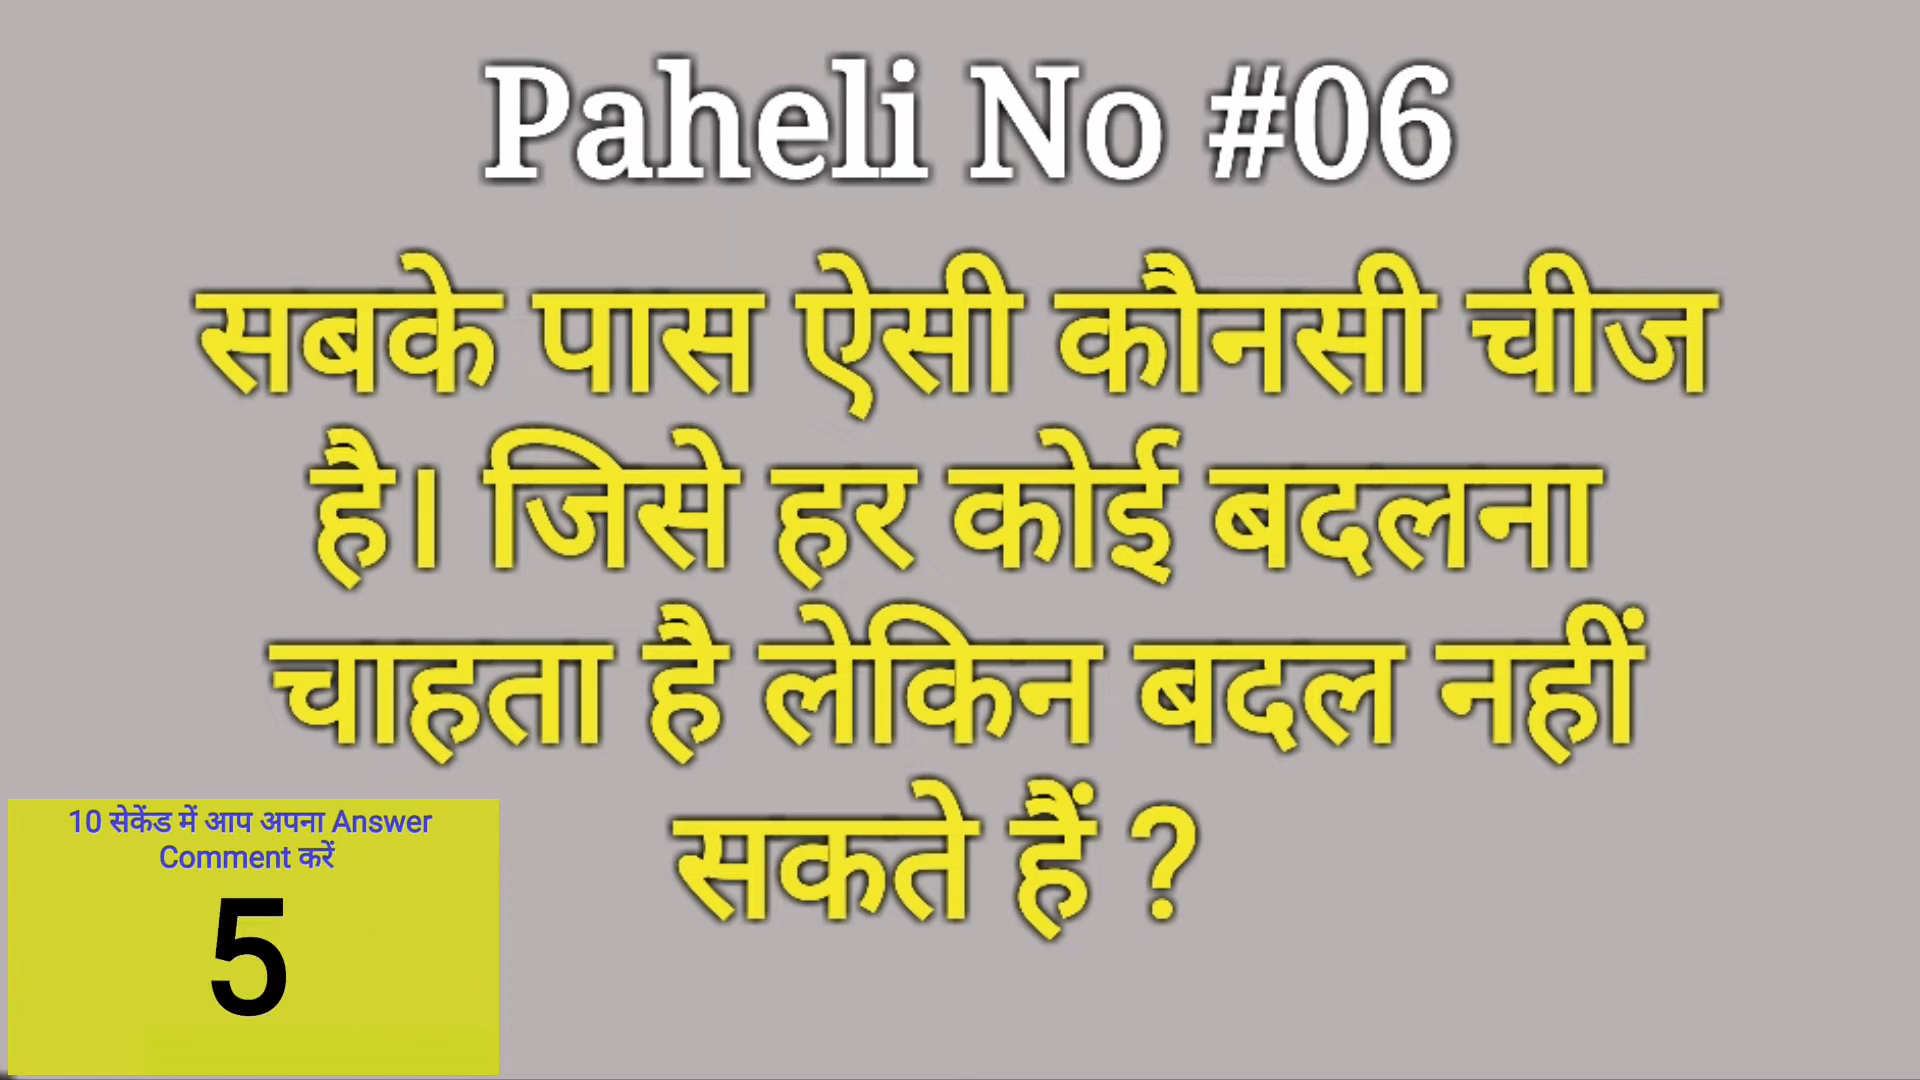 Paheli No #06
सबके पास ऐसी कौनसी चीज
है। जिसे हर कोई बदलना
चाहता है लेकिन बदल नहीं
सकते हैं ?
10 सेकेंड में आप अपना Answer
Comment करें
5